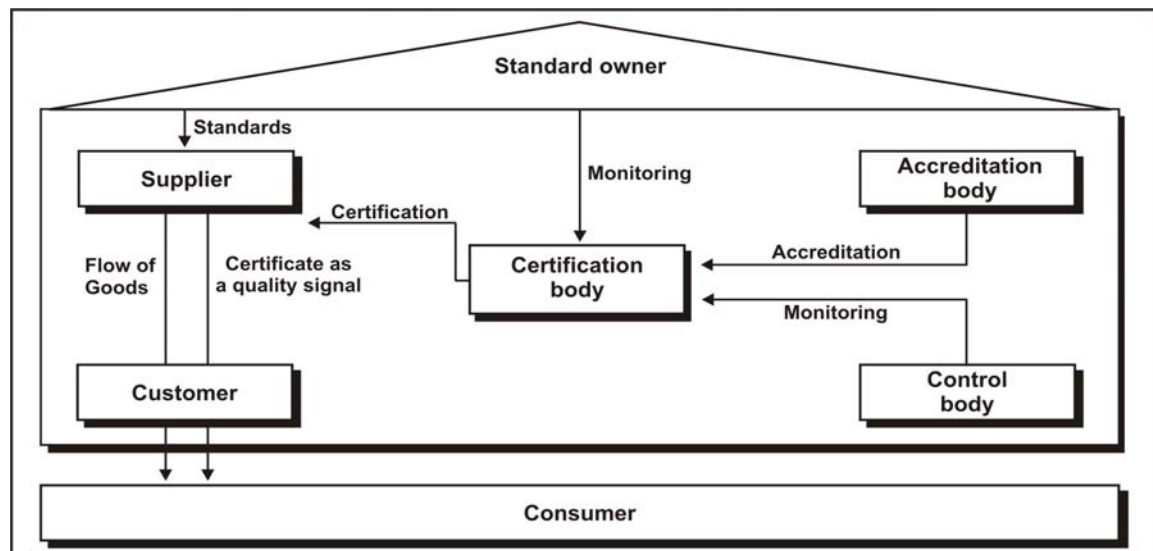 Standard owner
Standards
Supplier
Monitoring
Accreditation
body
Certification
Flow of
Goods
Certificate as
a quality signal
Certification
body
Accreditation
Monitoring
Customer
Control
body
Consumer